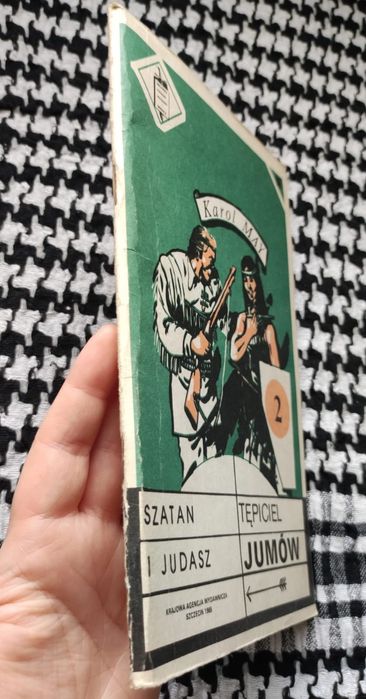 Karol MAY
2
SZATAN
I JUDASZ
TĘPICIEL
JUMÓW
KRAJOWA AGENCJA WYDAWNICZA
SZCZECIN 1988